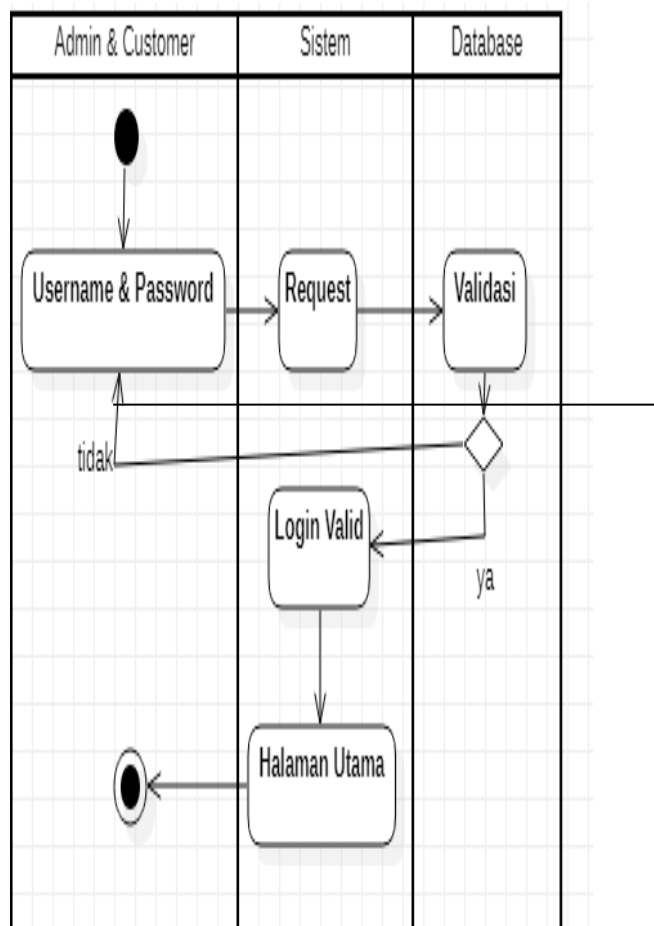 Admin & Customer
Sistem
Database
Username & Password
Request
Validasi
tidak
Login Valid
ya
Halaman Utama